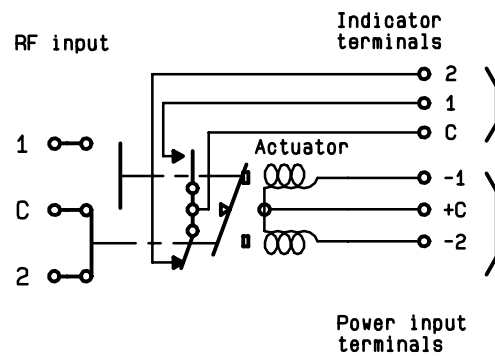 Indicator
terminals
RF input
2
1
C
Actuator
1
C
2
-1
+C
-2
Power input
terminals